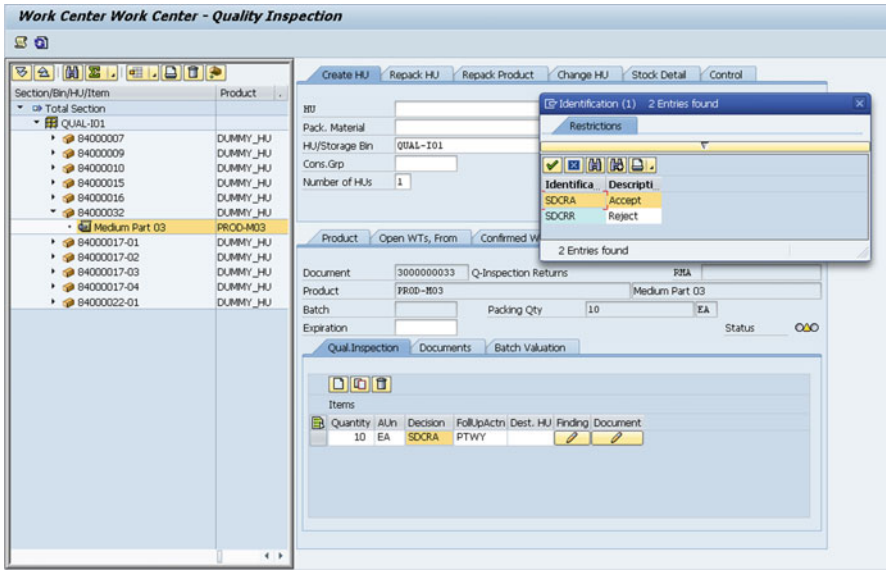 Work Center Work Center - Quality Inspection
Section/Bin/HU/Item Product
Total Section
QUAL-I01
84000007 DUMMY_HU
84000009 DUMMY_HU
84000010 DUMMY_HU
84000015 DUMMY_HU
84000016 DUMMY_HU
84000032 DUMMY_HU
Medium Part 03 PROD-M03
84000017-01 DUMMY_HU
84000017-02 DUMMY_HU
84000017-03 DUMMY_HU
84000017-04 DUMMY_HU
84000022-01 DUMMY_HU
Create HU Repack HU Repack Product Change HU Stock Detail Control
HU
Pack. Material
HU/Storage Bin QUAL-I01
Cons.Grp
Number of HUs 1
Identification (1) 2 Entries found
Restrictions
Identifica Descripti
SDCRA Accept
SDCRR Reject
2 Entries found
Product Open WTs, From Confirmed W
Document 3000000033 Q-Inspection Returns RMA
Product PROD-M03 Medium Part 03
Batch Packing Qty 10 EA
Expiration Status
Qual.Inspection Documents Batch Valuation
Items
Quantity AUn Decision FollUpActn Dest. HU Finding Document
10 EA SDCRA PTWY